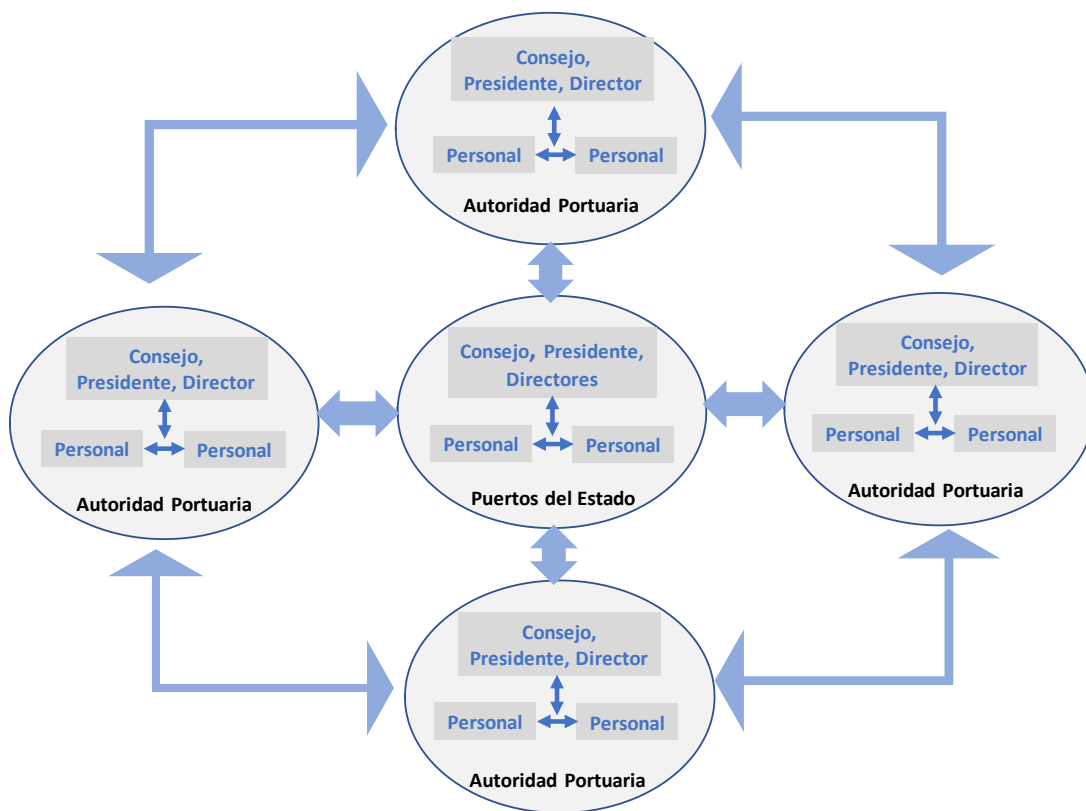 Consejo,
Presidente, Director
Personal
Personal
Autoridad Portuaria
Consejo,
Presidente, Director
Personal
Personal
Autoridad Portuaria
Consejo, Presidente,
Directores
Personal
Personal
Puertos del Estado
Consejo,
Presidente, Director
Personal
Personal
Autoridad Portuaria
Consejo,
Presidente, Director
Personal
Personal
Autoridad Portuaria